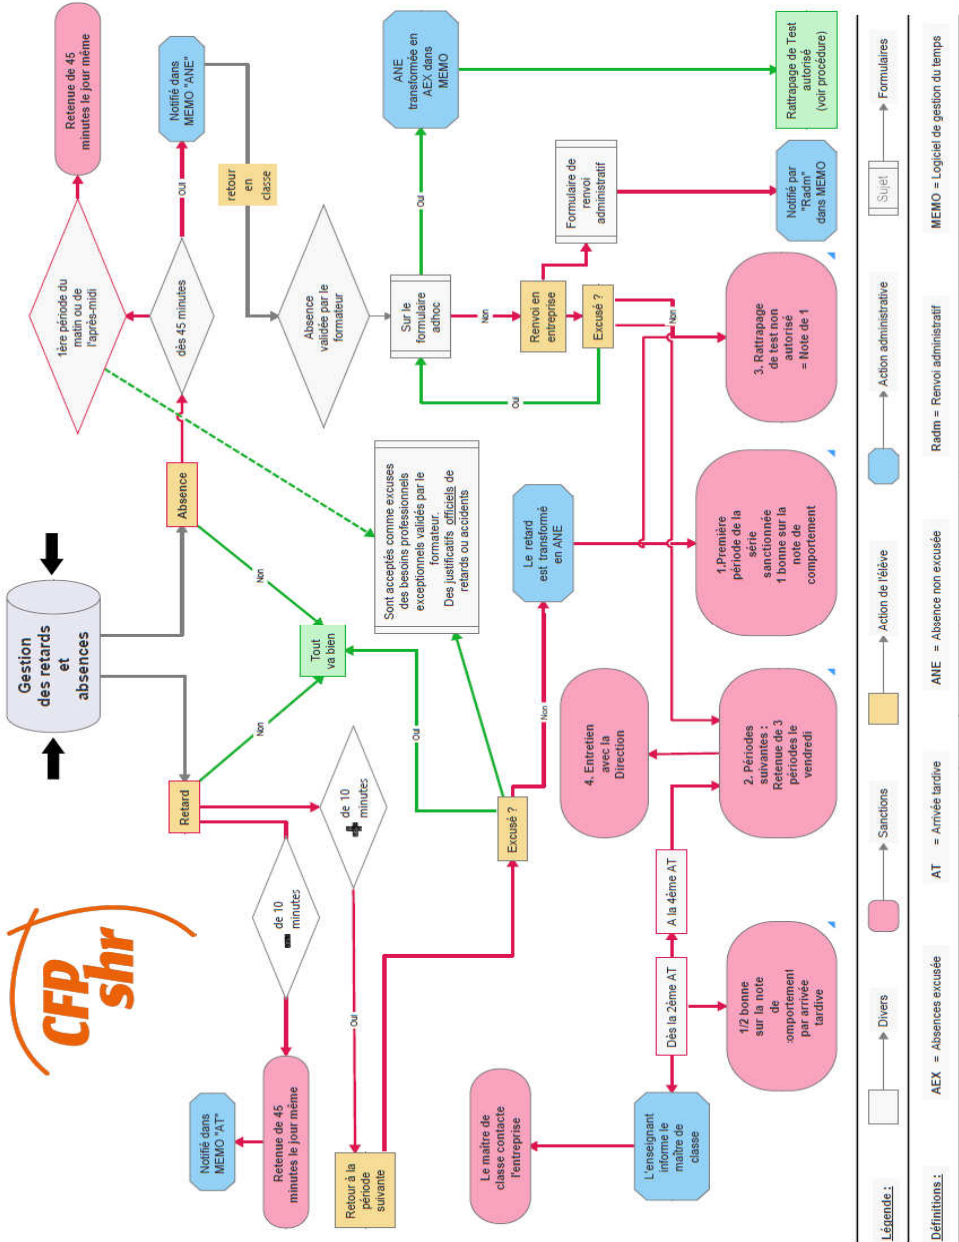 CFP
shr
Gestion
des retards
et
absences
Retard
Absence
Non
Non
Tout
va bien
de 10
minutes
de 10
minutes
Notifié dans
MEMO "AT"
Retenue de 45
minutes le jour même
Oui
Retour à la
période
suivante
Oui
Excusé ?
Non
Sont acceptés comme excuses
des besoins professionnels
exceptionnels validés par le
formateur.
Des justificatifs officiels de
retards ou accidents
Le retard
est transformé
en ANE
dès 45 minutes
1ère période du
matin ou de
l'après-midi
Retenue de 45
minutes le jour même
Oui
Notifié dans
MEMO "ANE"
retour
en
classe
Absence
validée par le
formateur
Sur le
formulaire
adhoc
Oui
ANE
transformée en
AEX dans
MEMO
Rattrapage de Test
autorisé
(voir procédure)
Non
Renvoi en
entreprise
Formulaire de
renvoi
administratif
Notifié par
"Radm"
dans MEMO
Excusé ?
Oui
Non
Le maitre de
classe contacte
l'entreprise
L'enseignant
informe le
maître de
classe
Dès la 2ème AT
A la 4ème AT
1/2 bonne
sur la note
de
omportement
par arrivée
tardive
4. Entretien
avec la
Direction
2. Périodes
suivantes :
Retenue de 3
périodes le
vendredi
1.Première
période de la
série
sanctionnée
1 bonne sur la
note de
comportement
3. Rattrapage
de test non
autorisé
= Note de 1
Légende :
Divers
Sanctions
Action de l'élève
Action administrative
Sujet
Formulaires
Définitions :
AEX = Absences excusée
AT = Arrivée tardive
ANE = Absence non excusée
Radm = Renvoi administratif
MEMO = Logiciel de gestion du temps